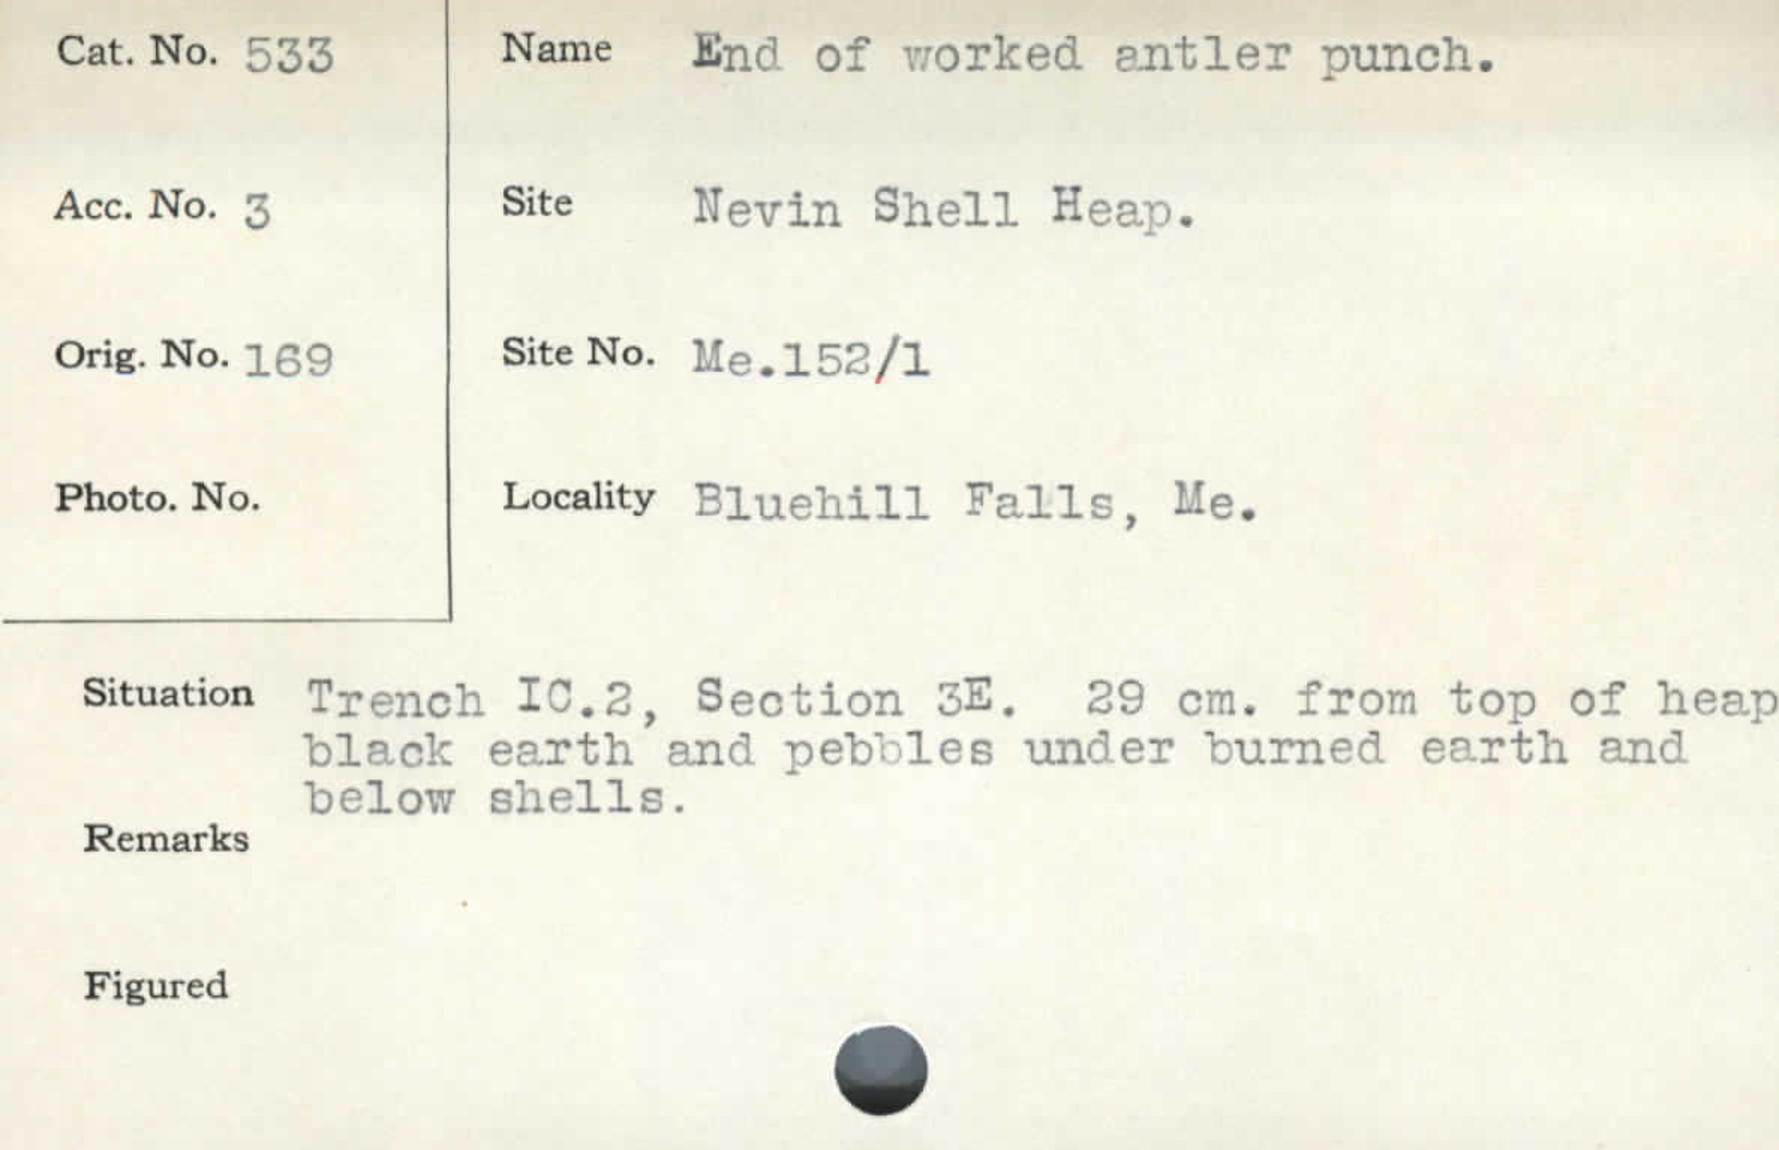 Cat. No. 533
Name End of worked antler punch.
Acc. No. 3
Site Nevin Shell Heap.
Orig. No. 169
Site No. Me.152/1
Photo. No.
Locality Bluehill Falls, Me.
Situation Trench IC.2, Section 3E. 29 cm. from top of heap
black earth and pebbles under burned earth and
below shells.
Remarks
Figured